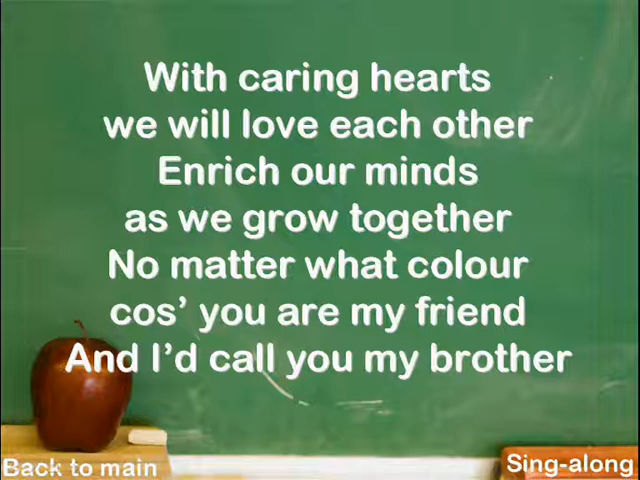 With caring hearts
we will love each other
Enrich our minds
as we grow together
No matter what colour
cos’ you are my friend
And I’d call you my brother
Back to main
Sing-along